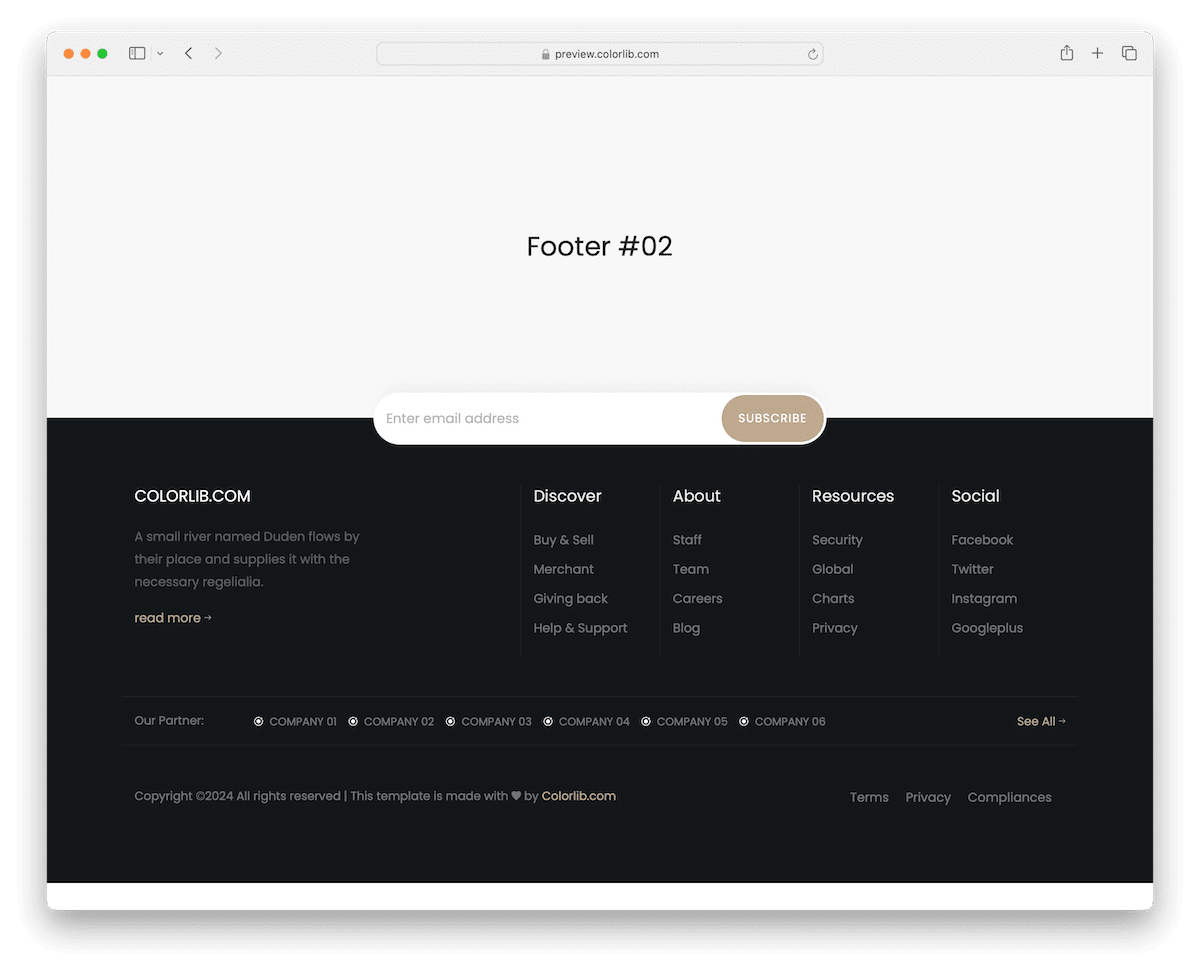 preview.colorlib.com
Footer #02
Enter email address
SUBSCRIBE
COLORLIB.COM
A small river named Duden flows by
their place and supplies it with the
necessary regelialia.
read more →
Discover
Buy & Sell
Merchant
Giving back
Help & Support
About
Staff
Team
Careers
Blog
Resources
Security
Global
Charts
Privacy
Social
Facebook
Twitter
Instagram
Googleplus
Our Partner:
COMPANY 01
COMPANY 02
COMPANY 03
COMPANY 04
COMPANY 05
COMPANY 06
See All →
Copyright ©2024 All rights reserved | This template is made with ♥ by Colorlib.com
Terms
Privacy
Compliances